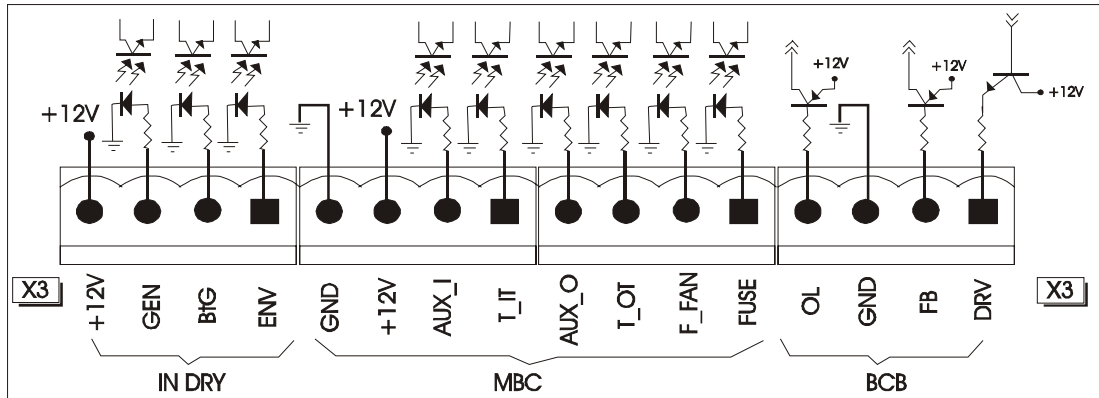 +12V
+12V
+12V
+12V
+12V
X3
+12V
GEN
BtG
ENV
GND
+12V
AUX_I
T_IT
AUX_O
T_OT
F_FAN
FUSE
OL
GND
FB
DRV
X3
IN DRY
MBC
BCB